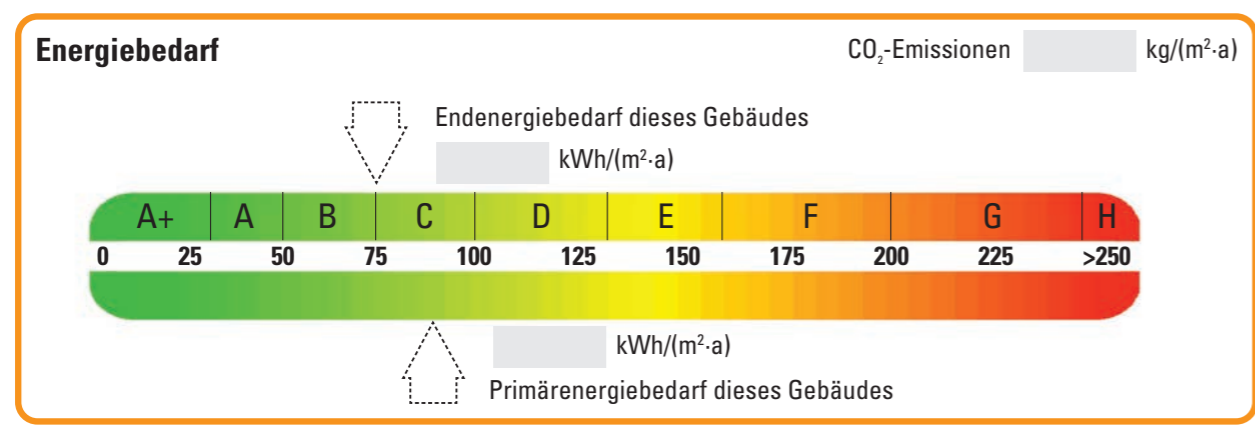 Energiebedarf
CO₂-Emissionen kg/(m²·a)
Endenergiebedarf dieses Gebäudes
kWh/(m²·a)
A+ A B C D E F G H
0 25 50 75 100 125 150 175 200 225 >250
kWh/(m²·a)
Primärenergiebedarf dieses Gebäudes